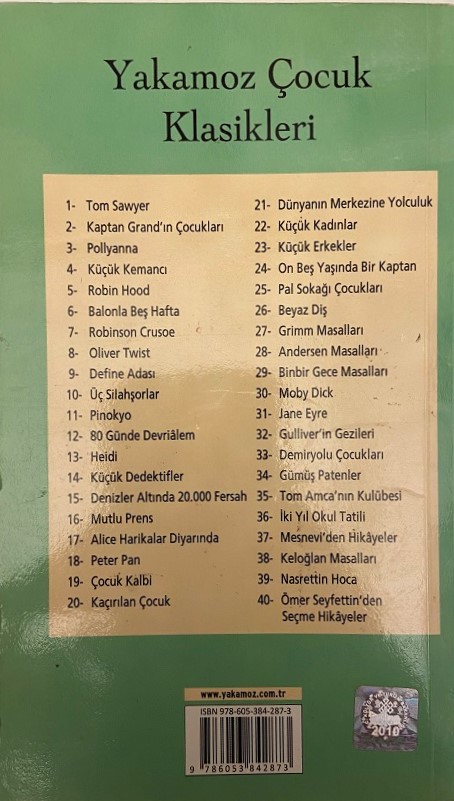 Yakamoz Çocuk
Klasikleri
1- Tom Sawyer
2- Kaptan Grand'ın Çocukları
3- Pollyanna
4- Küçük Kemancı
5- Robin Hood
6- Balonla Beş Hafta
7- Robinson Crusoe
8- Oliver Twist
9- Define Adası
10- Üç Silahşorlar
11- Pinokyo
12- 80 Günde Devriâlem
13- Heidi
14- Küçük Dedektifler
15- Denizler Altında 20.000 Fersah
16- Mutlu Prens
17- Alice Harikalar Diyarında
18- Peter Pan
19- Çocuk Kalbi
20- Kaçırılan Çocuk
21- Dünyanın Merkezine Yolculuk
22- Küçük Kadınlar
23- Küçük Erkekler
24- On Beş Yaşında Bir Kaptan
25- Pal Sokağı Çocukları
26- Beyaz Diş
27- Grimm Masalları
28- Andersen Masalları
29- Binbir Gece Masalları
30- Moby Dick
31- Jane Eyre
32- Gulliver'in Gezileri
33- Demiryolu Çocukları
34- Gümüş Patenler
35- Tom Amca'nın Kulübesi
36- İki Yıl Okul Tatili
37- Mesnevi'den Hikâyeler
38- Keloğlan Masalları
39- Nasrettin Hoca
40- Ömer Seyfettin'den
Seçme Hikâyeler
www.yakamoz.com.tr
ISBN 978-605-384-287-3
9 786053 842873
2010